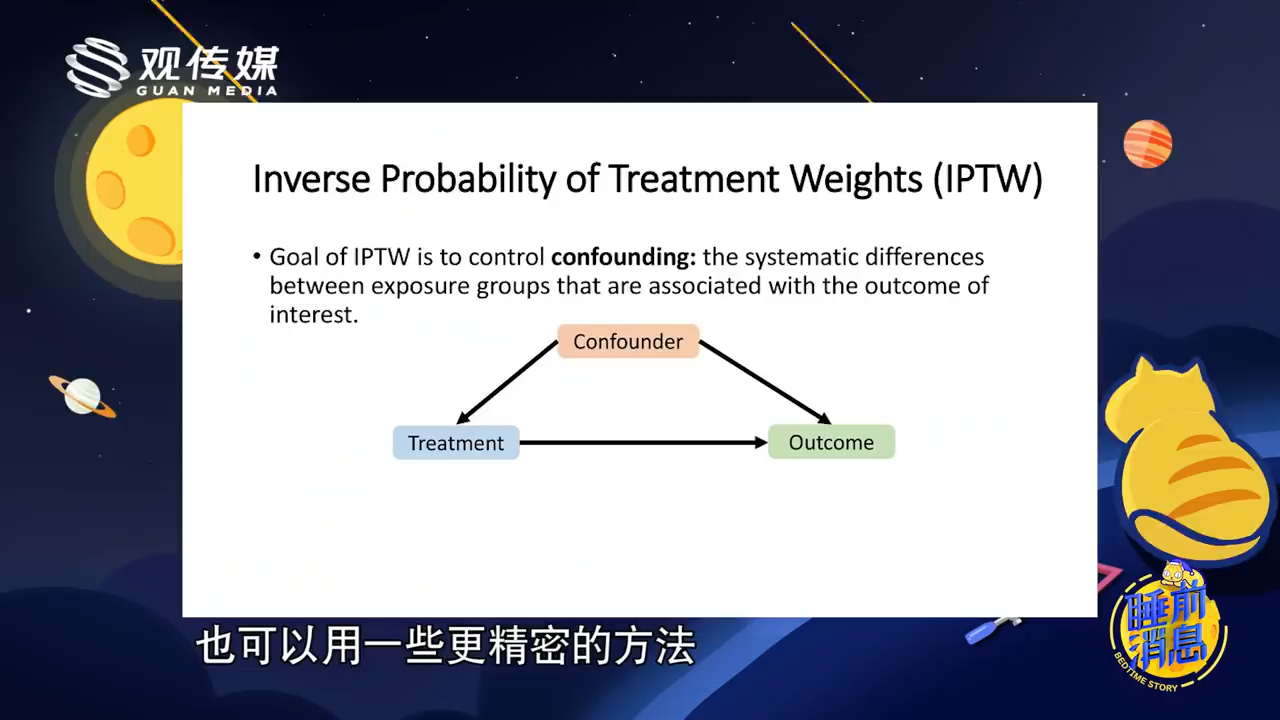 观传媒
GUAN MEDIA
Inverse Probability of Treatment Weights (IPTW)
• Goal of IPTW is to control confounding: the systematic differences
between exposure groups that are associated with the outcome of
interest.
Confounder
Treatment
Outcome
也可以用一些更精密的方法
睡前
消息
BEDTIME STORY